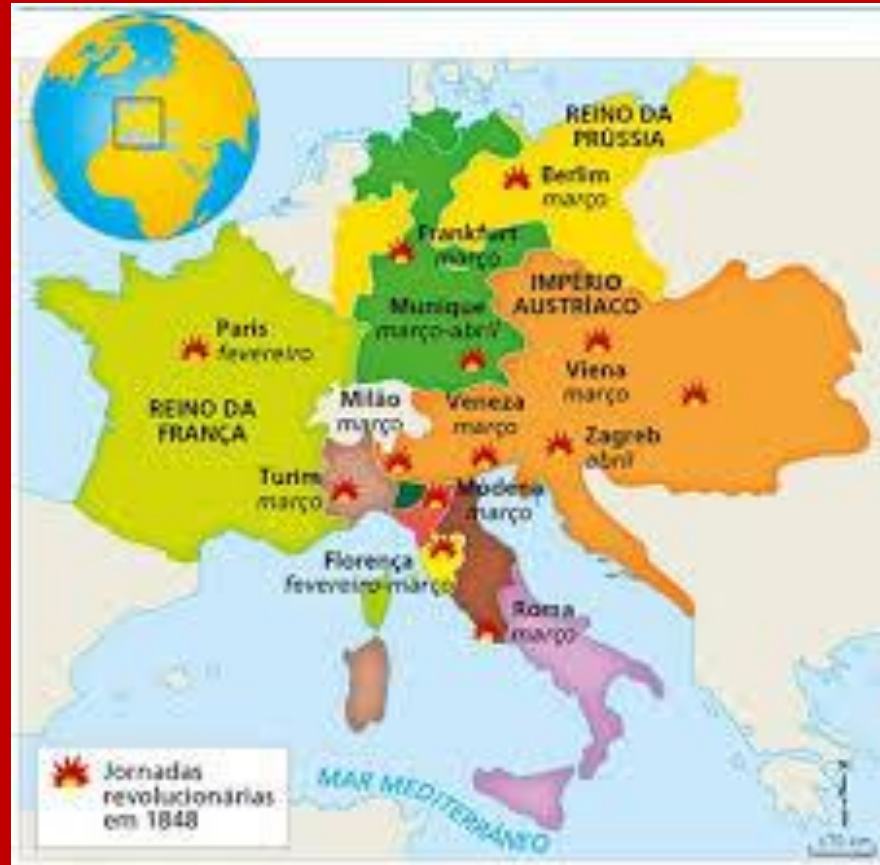 REINO DA
PRÚSSIA
Berlim
março
Frankfurt
março
IMPÉRIO
AUSTRÍACO
Munique
março-abril
Paris
fevereiro
Viena
março
REINO DA
FRANÇA
Milão
março
Veneza
março
Zagreb
abril
Turim
março
Modena
março
Florença
fevereiro-março
Roma
março
Jornadas
revolucionárias
em 1848
MAR MEDITERRÂNEO